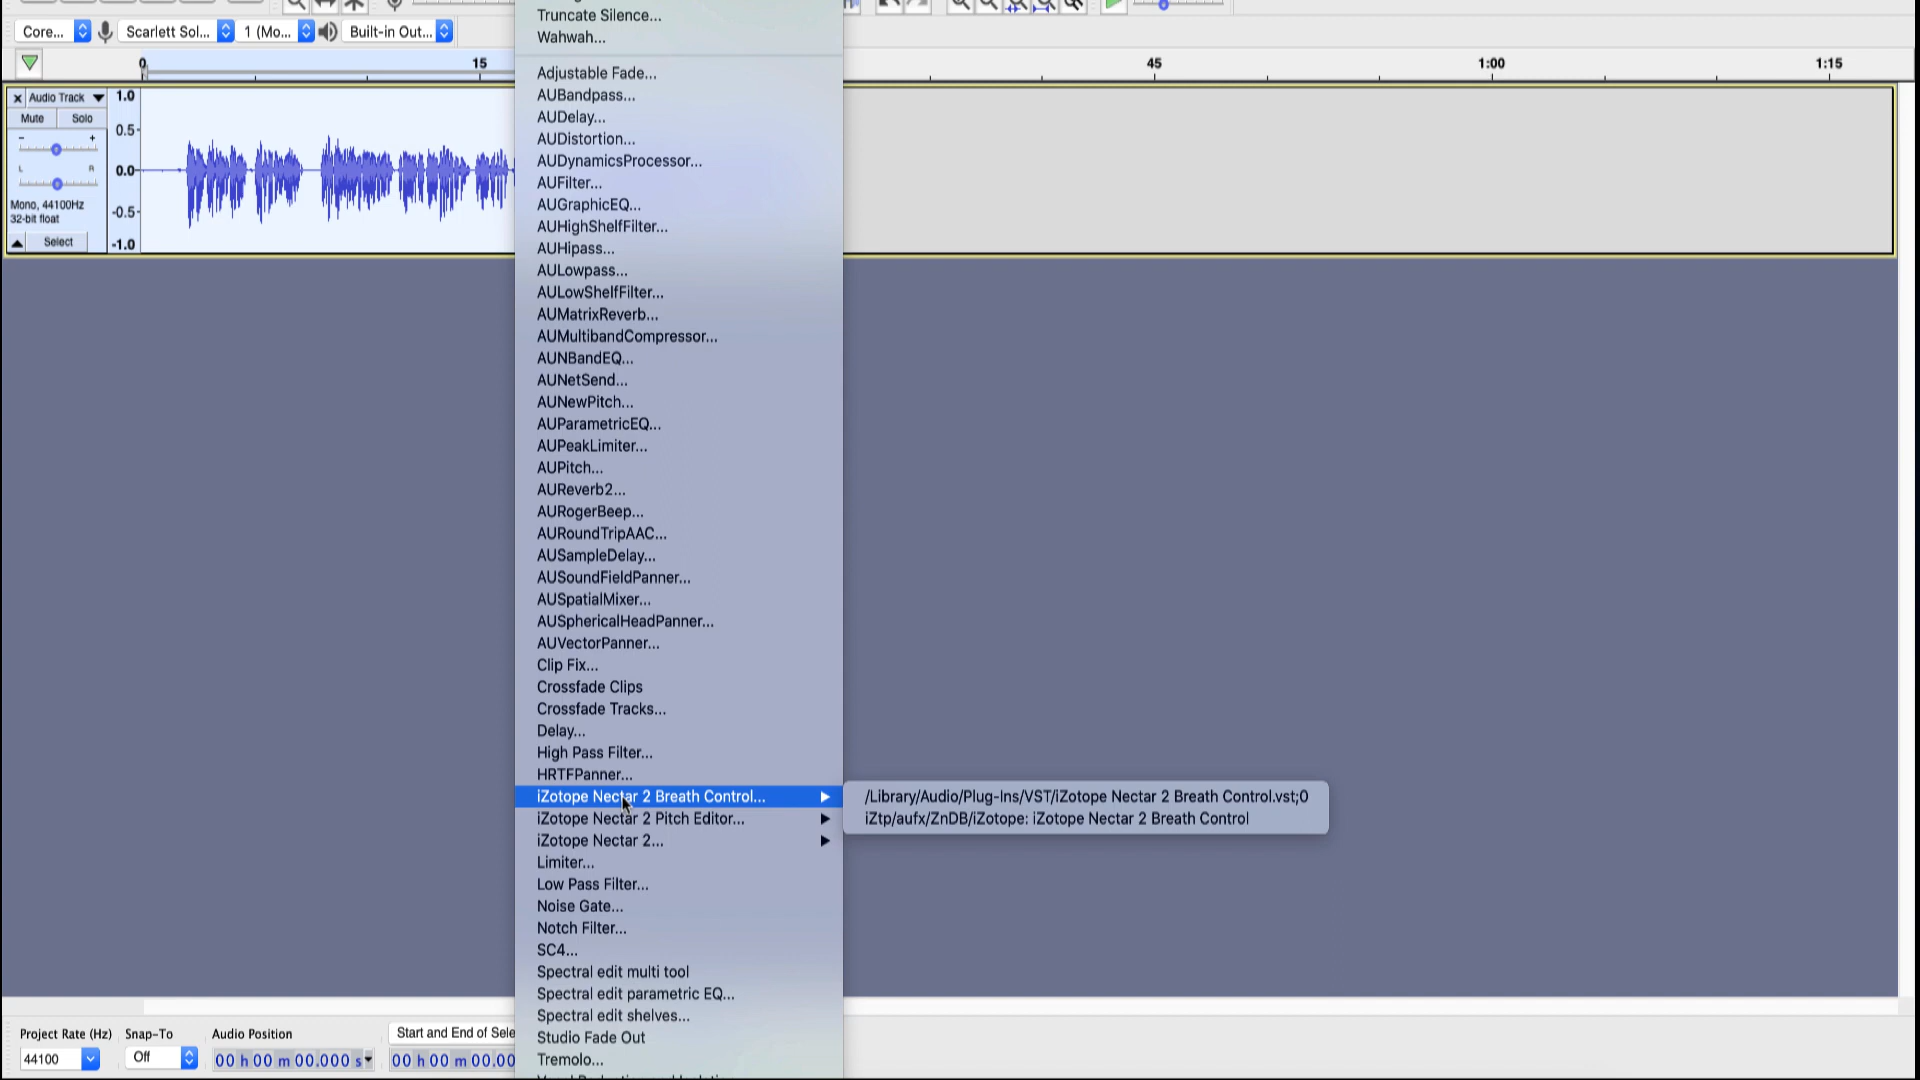 Truncate Silence...
Wahwah...
Core...
Scarlett Sol...
1 (Mo...
Built-in Out...
0
15
45
1:00
1:15
Audio Track
Mute
Solo
-
+
L
R
Mono, 44100Hz
32-bit float
Select
1.0
0.5-
0.0-
-0.5-
-1.0
Adjustable Fade...
AUBandpass...
AUDelay...
AUDistortion...
AUDynamicsProcessor...
AUFilter...
AUGraphicEQ...
AUHighShelfFilter...
AUHipass...
AULowpass...
AULowShelfFilter...
AUMatrixReverb...
AUMultibandCompressor...
AUNBandEQ...
AUNetSend...
AUNewPitch...
AUParametricEQ...
AUPeakLimiter...
AUPitch...
AUReverb2...
AURogerBeep...
AURoundTripAAC...
AUSampleDelay...
AUSoundFieldPanner...
AUSpatialMixer...
AUSphericalHeadPanner...
AUVectorPanner...
Clip Fix...
Crossfade Clips
Crossfade Tracks...
Delay...
High Pass Filter...
HRTFPanner...
iZotope Nectar 2 Breath Control...
/Library/Audio/Plug-Ins/VST/iZotope Nectar 2 Breath Control.vst;0
iZotope Nectar 2 Pitch Editor...
iZtp/aufx/ZnDB/iZotope: iZotope Nectar 2 Breath Control
iZotope Nectar 2...
Limiter...
Low Pass Filter...
Noise Gate...
Notch Filter...
SC4...
Spectral edit multi tool
Spectral edit parametric EQ...
Spectral edit shelves...
Studio Fade Out
Tremolo...
Project Rate (Hz)
Snap-To
Audio Position
Start and End of Sele
44100
Off
00 h 00 m 00.000 s
00 h 00 m 00.00